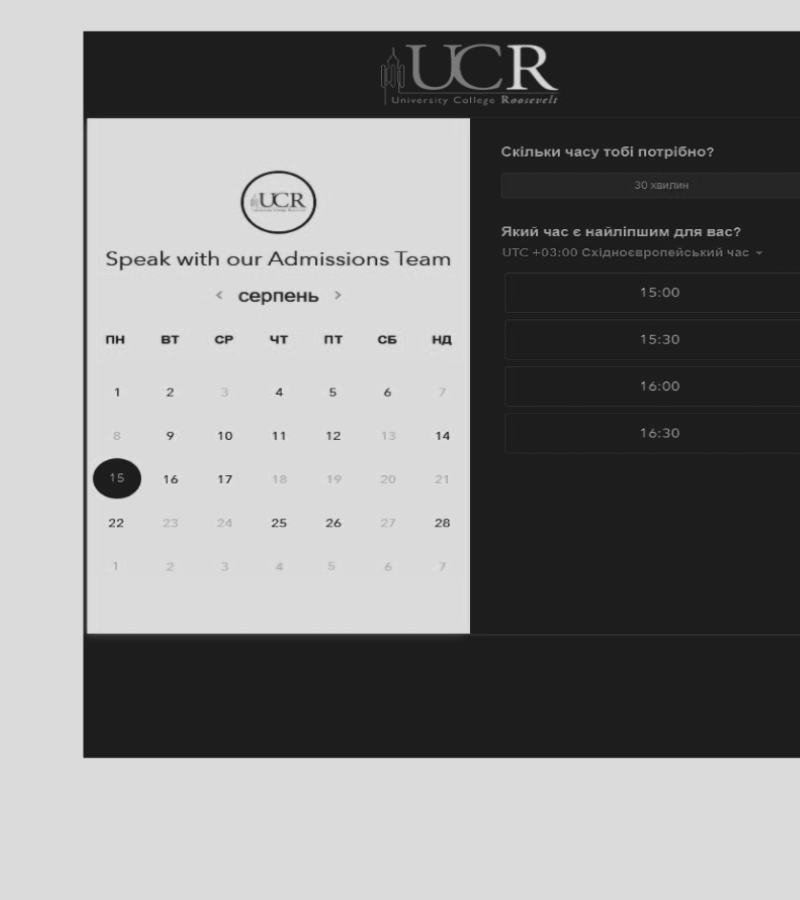 UCR
University College Roosevelt
UCR
Speak with our Admissions Team
< серпень >
ПН ВТ СР ЧТ ПТ СБ НД
1 2 3 4 5 6 7
8 9 10 11 12 13 14
15 16 17 18 19 20 21
22 23 24 25 26 27 28
1 2 3 4 5 6 7
Скільки часу тобі потрібно?
30 хвилин
Який час є найліпшим для вас?
UTC +03:00 Східноєвропейський час
15:00
15:30
16:00
16:30